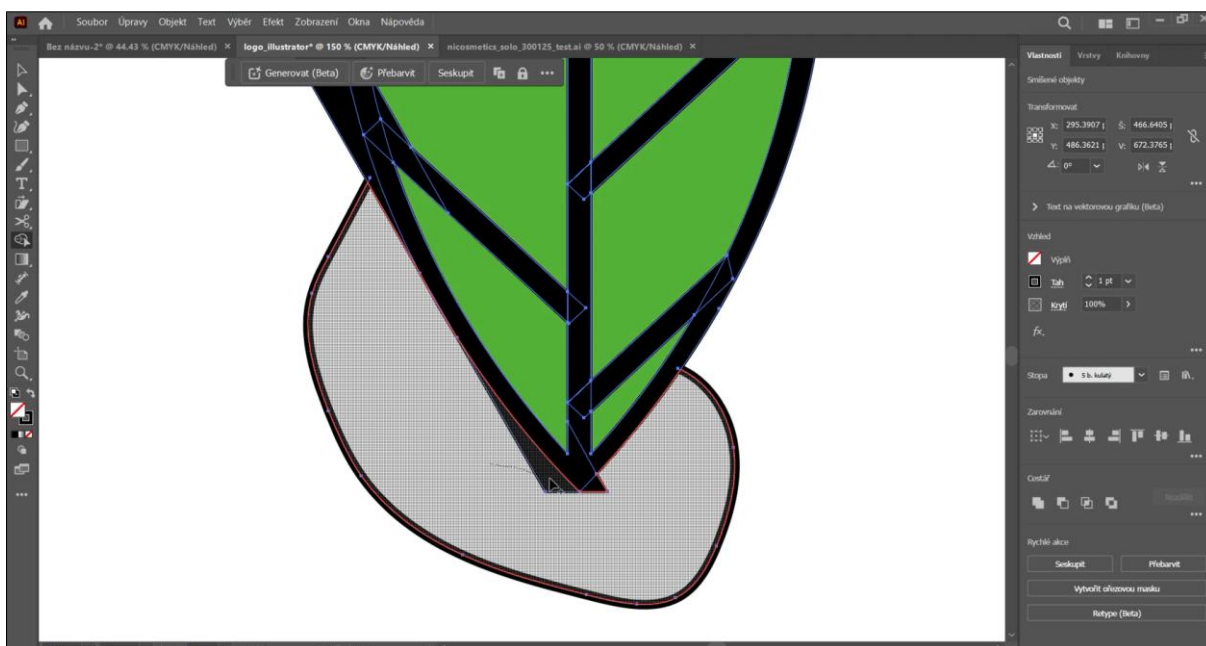 Ai Soubor Úpravy Objekt Text Výběr Efekt Zobrazení Okna Nápověda
Bez názvu-2* @ 44.43 % (CMYK/Náhled) × logo_illustrator* @ 150 % (CMYK/Náhled) × nicosmetics_solo_300125_test.ai @ 50 % (CMYK/Náhled) ×
Generovat (Beta) Přebarvit Seskupit
Vlastnosti Vrstvy Knihovny
Smíšené objekty
Transformovat
X: 295.3907 Š: 466.6405
Y: 486.3621 V: 672.3765
0°
Text na vektorovou grafiku (Beta)
Vzhled
Výplň
Tah 1 pt
Krytí 100%
fx.
Stopa 5 b. kulatý
Zarovnání
Cestář
Rychlé akce
Seskupit Přebarvit
Vytvořit ořezovou masku
Retype (Beta)